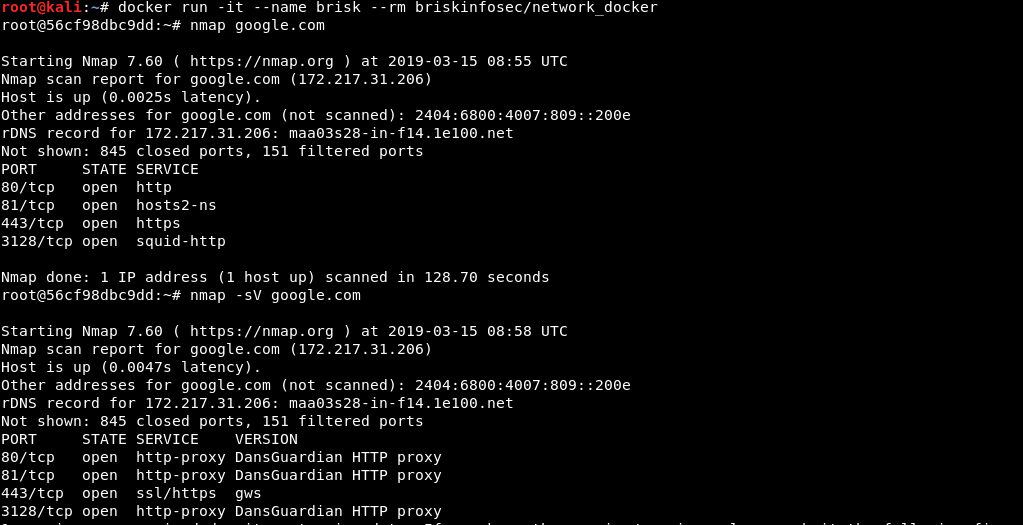 root@kali:~# docker run -it --name brisk --rm briskinfosec/network_docker
root@56cf98dbc9dd:~# nmap google.com
Starting Nmap 7.60 ( https://nmap.org ) at 2019-03-15 08:55 UTC
Nmap scan report for google.com (172.217.31.206)
Host is up (0.0025s latency).
Other addresses for google.com (not scanned): 2404:6800:4007:809::200e
rDNS record for 172.217.31.206: maa03s28-in-f14.1e100.net
Not shown: 845 closed ports, 151 filtered ports
PORT     STATE SERVICE
80/tcp   open  http
81/tcp   open  hosts2-ns
443/tcp  open  https
3128/tcp open  squid-http
Nmap done: 1 IP address (1 host up) scanned in 128.70 seconds
root@56cf98dbc9dd:~# nmap -sV google.com
Starting Nmap 7.60 ( https://nmap.org ) at 2019-03-15 08:58 UTC
Nmap scan report for google.com (172.217.31.206)
Host is up (0.0047s latency).
Other addresses for google.com (not scanned): 2404:6800:4007:809::200e
rDNS record for 172.217.31.206: maa03s28-in-f14.1e100.net
Not shown: 845 closed ports, 151 filtered ports
PORT     STATE SERVICE    VERSION
80/tcp   open  http-proxy DansGuardian HTTP proxy
81/tcp   open  http-proxy DansGuardian HTTP proxy
443/tcp  open  ssl/https  gws
3128/tcp open  http-proxy DansGuardian HTTP proxy